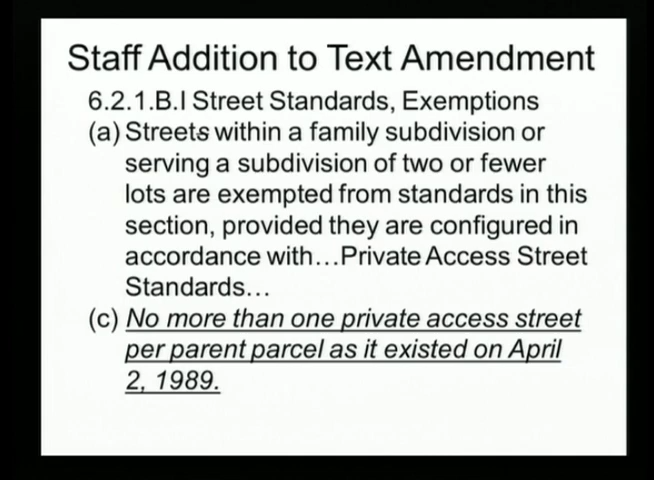 Staff Addition to Text Amendment
6.2.1.B.I Street Standards, Exemptions
(a) Streets within a family subdivision or
serving a subdivision of two or fewer
lots are exempted from standards in this
section, provided they are configured in
accordance with…Private Access Street
Standards…
(c) No more than one private access street
per parent parcel as it existed on April
2, 1989.